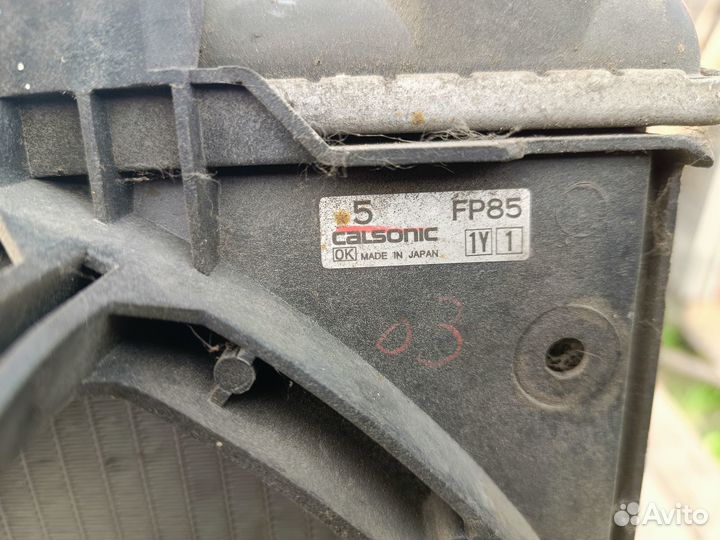 5 FP85
calsonic 1Y 1
OK MADE IN JAPAN
03
Avito